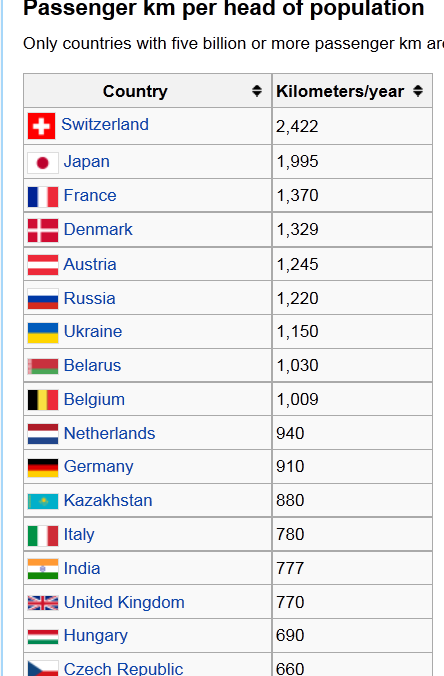 Passenger km per head of population
Only countries with five billion or more passenger km are
Country Kilometers/year
Switzerland 2,422
Japan 1,995
France 1,370
Denmark 1,329
Austria 1,245
Russia 1,220
Ukraine 1,150
Belarus 1,030
Belgium 1,009
Netherlands 940
Germany 910
Kazakhstan 880
Italy 780
India 777
United Kingdom 770
Hungary 690
Czech Republic 660